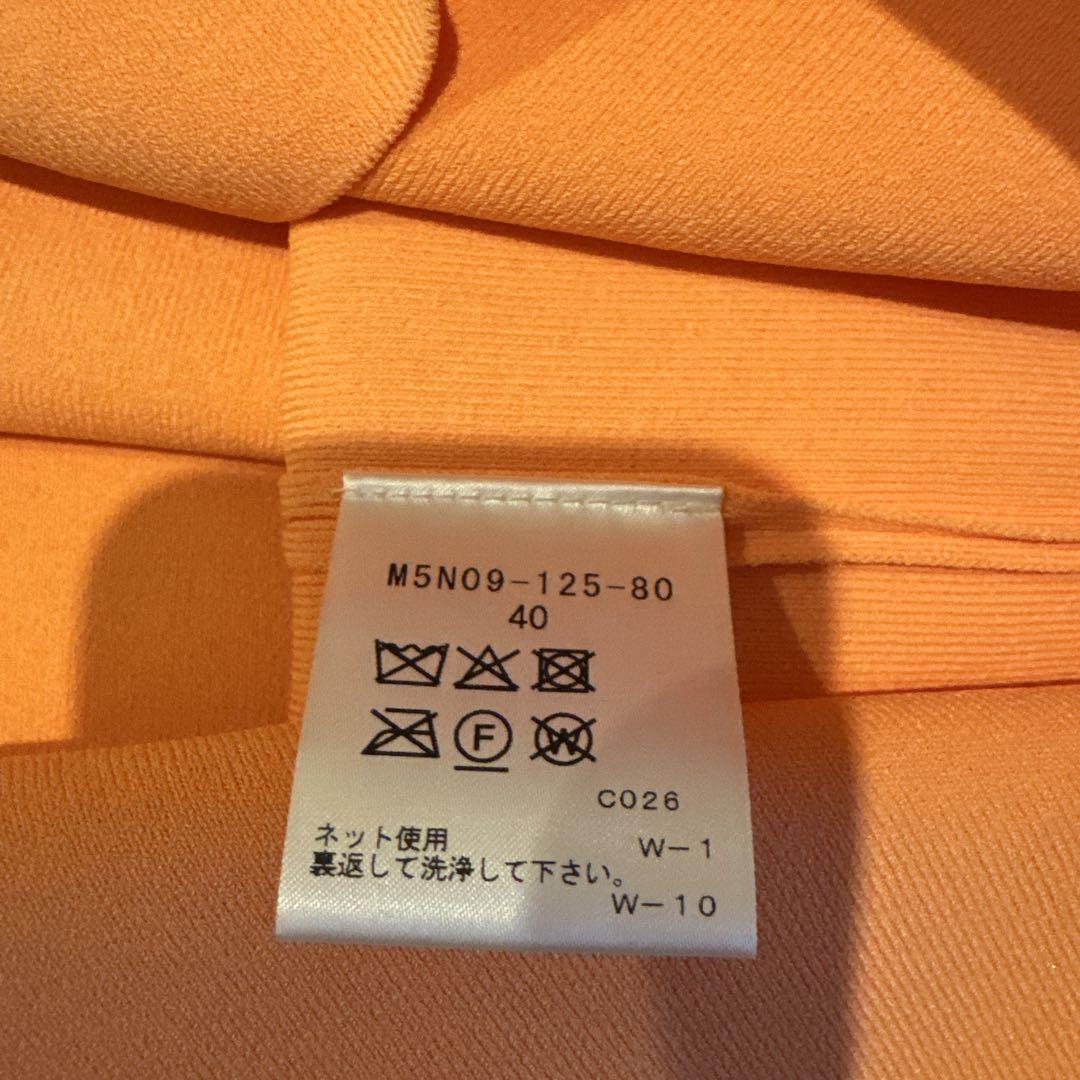 M5N09-125-80
40
F
W
C026
ネット使用 W-1
裏返して洗浄して下さい。
W-10